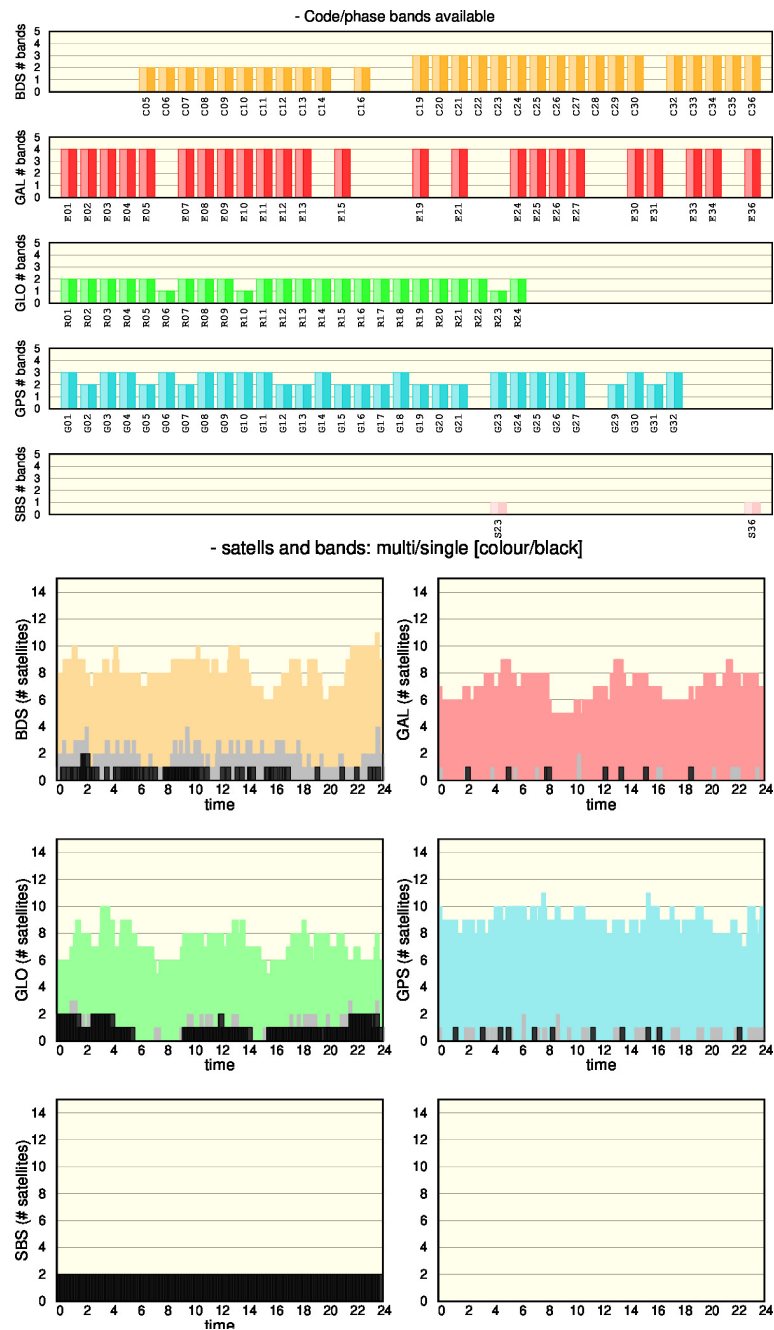 - Code/phase bands available
BDS # bands
5
4
3
2
1
0
C05 C06 C07 C08 C09 C10 C11 C12 C13 C14 C16 C19 C20 C21 C22 C23 C24 C25 C26 C27 C28 C29 C30 C32 C33 C34 C35 C36
GAL # bands
5
4
3
2
1
0
E01 E02 E03 E04 E05 E07 E08 E09 E10 E11 E12 E13 E15 E19 E21 E24 E25 E26 E27 E30 E31 E33 E34 E36
GLO # bands
5
4
3
2
1
0
R01 R02 R03 R04 R05 R06 R07 R08 R09 R10 R11 R12 R13 R14 R15 R16 R17 R18 R19 R20 R21 R22 R23 R24
GPS # bands
5
4
3
2
1
0
G01 G02 G03 G04 G05 G06 G07 G08 G09 G10 G11 G12 G13 G14 G15 G16 G17 G18 G19 G20 G21 G23 G24 G25 G26 G27 G29 G30 G31 G32
SBS # bands
5
4
3
2
1
0
S23 S36
- satells and bands: multi/single [colour/black]
BDS (# satellites)
14
12
10
8
6
4
2
0
0 2 4 6 8 10 12 14 16 18 20 22 24
time
GAL (# satellites)
14
12
10
8
6
4
2
0
0 2 4 6 8 10 12 14 16 18 20 22 24
time
GLO (# satellites)
14
12
10
8
6
4
2
0
0 2 4 6 8 10 12 14 16 18 20 22 24
time
GPS (# satellites)
14
12
10
8
6
4
2
0
0 2 4 6 8 10 12 14 16 18 20 22 24
time
SBS (# satellites)
14
12
10
8
6
4
2
0
0 2 4 6 8 10 12 14 16 18 20 22 24
time
14
12
10
8
6
4
2
0
0 2 4 6 8 10 12 14 16 18 20 22 24